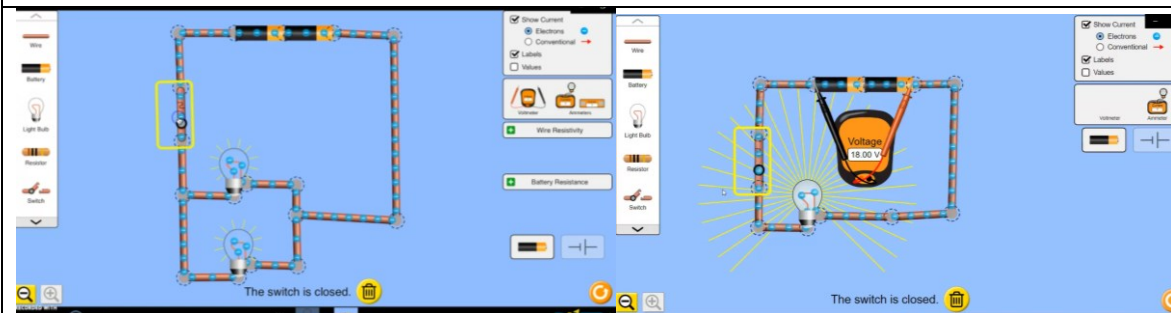 Wire
Battery
Light Bulb
Resistor
Switch
Show Current
Electrons
Conventional
Labels
Values
Voltmeter
Ammeters
Wire Resistivity
Battery Resistance
The switch is closed.
Wire
Battery
Light Bulb
Resistor
Switch
Voltage
18.00 V
Show Current
Electrons
Conventional
Labels
Values
Voltmeter
Ammeter
The switch is closed.